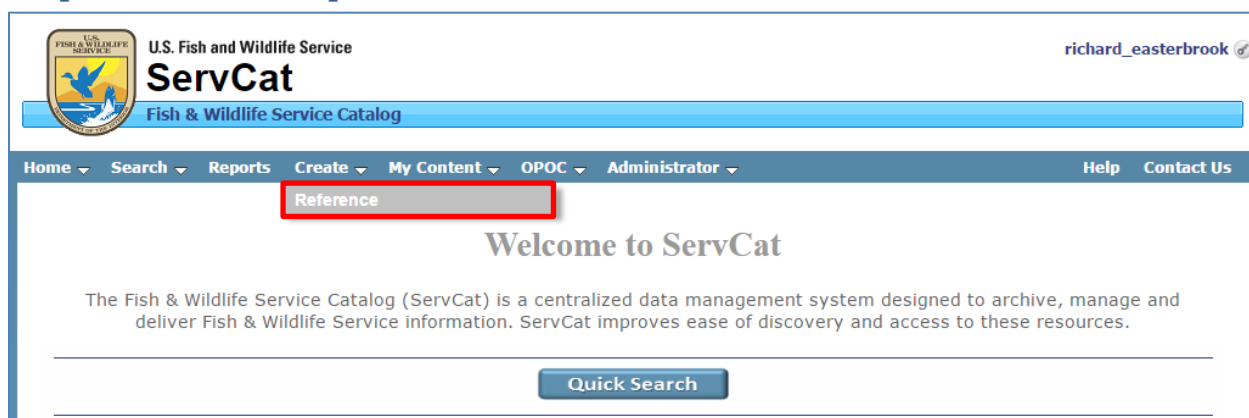 U.S.
FISH & WILDLIFE
SERVICE
U.S. Fish and Wildlife Service
richard_easterbrook
ServCat
Fish & Wildlife Service Catalog
Home Search Reports Create My Content OPOC Administrator Help Contact Us
Reference
Welcome to ServCat
The Fish & Wildlife Service Catalog (ServCat) is a centralized data management system designed to archive, manage and
deliver Fish & Wildlife Service information. ServCat improves ease of discovery and access to these resources.
Quick Search